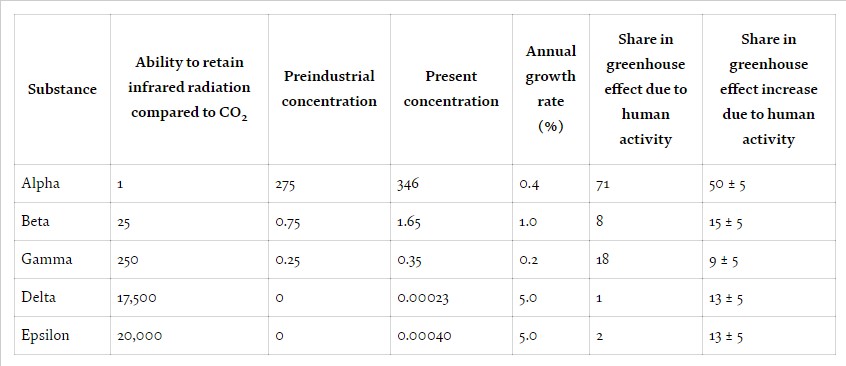 Substance | Ability to retain infrared radiation compared to CO₂ | Preindustrial concentration | Present concentration | Annual growth rate (%) | Share in greenhouse effect due to human activity | Share in greenhouse effect increase due to human activity
Alpha | 1 | 275 | 346 | 0.4 | 71 | 50 ± 5
Beta | 25 | 0.75 | 1.65 | 1.0 | 8 | 15 ± 5
Gamma | 250 | 0.25 | 0.35 | 0.2 | 18 | 9 ± 5
Delta | 17,500 | 0 | 0.00023 | 5.0 | 1 | 13 ± 5
Epsilon | 20,000 | 0 | 0.00040 | 5.0 | 2 | 13 ± 5